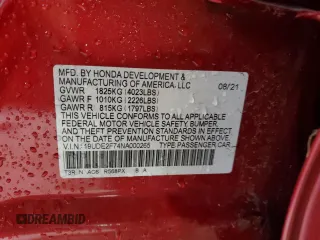 MFD. BY HONDA DEVELOPMENT &
MANUFACTURING OF AMERICA, LLC 08/21
GVWR 1825KG (4023LBS)
GAWR F 1010KG (2226LBS)
GAWR R 815KG (1797LBS)
THIS VEHICLE CONFORMS TO ALL APPLICABLE
FEDERAL MOTOR VEHICLE SAFETY, BUMPER,
AND THEFT PREVENTION STANDARDS IN EFFECT
ON THE DATE OF MANUFACTURE SHOWN ABOVE.
V.I.N.: 19UDE2F74NA000265 TYPE:PASSENGER CAR
DREAMBID